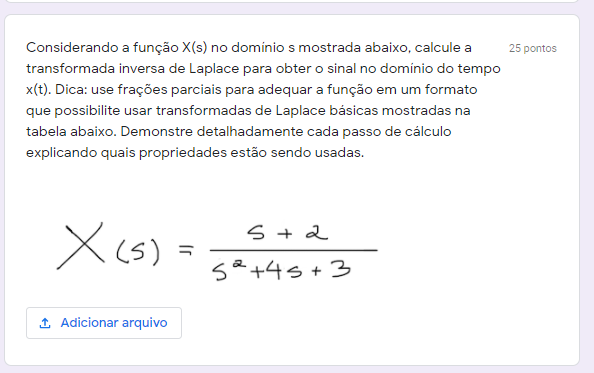 Considerando a função X(s) no domínio s mostrada abaixo, calcule a
25 pontos
transformada inversa de Laplace para obter o sinal no domínio do tempo
x(t). Dica: use frações parciais para adequar a função em um formato
que possibilite usar transformadas de Laplace básicas mostradas na
tabela abaixo. Demonstre detalhadamente cada passo de cálculo
explicando quais propriedades estão sendo usadas.
X(s) = s + 2
s²+4s+3
Adicionar arquivo